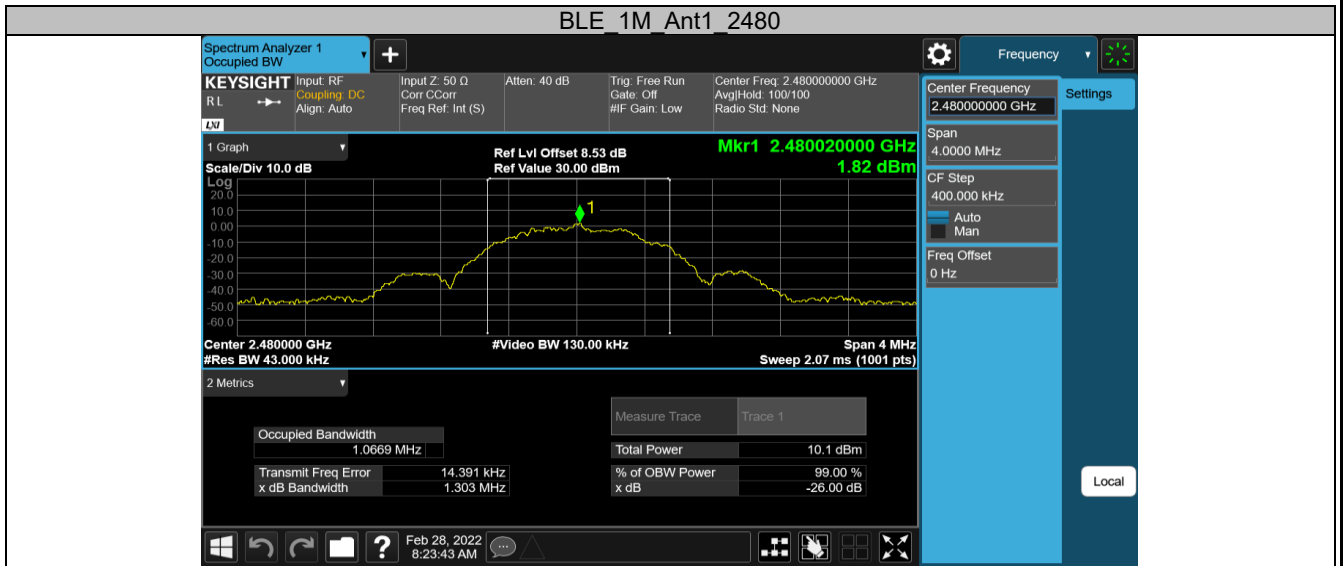 BLE_1M_Ant1_2480
Spectrum Analyzer 1
Occupied BW
Frequency
KEYSIGHT
R L
LXI
Input: RF
Coupling: DC
Align: Auto
Input Z: 50 Ω
Corr CCorr
Freq Ref: Int (S)
Atten: 40 dB
Trig: Free Run
Gate: Off
#IF Gain: Low
Center Freq: 2.480000000 GHz
Avg|Hold: 100/100
Radio Std: None
Center Frequency
2.480000000 GHz
Settings
Span
4.0000 MHz
CF Step
400.000 kHz
Auto
Man
Freq Offset
0 Hz
Local
1 Graph
Scale/Div 10.0 dB
Ref Lvl Offset 8.53 dB
Ref Value 30.00 dBm
Mkr1 2.480020000 GHz
1.82 dBm
Log
20.0
10.0
0.00
-10.0
-20.0
-30.0
-40.0
-50.0
-60.0
1
Center 2.480000 GHz
#Video BW 130.00 kHz
Span 4 MHz
#Res BW 43.000 kHz
Sweep 2.07 ms (1001 pts)
2 Metrics
Measure Trace Trace 1
Occupied Bandwidth
1.0669 MHz
Total Power 10.1 dBm
Transmit Freq Error 14.391 kHz
% of OBW Power 99.00 %
x dB Bandwidth 1.303 MHz
x dB -26.00 dB
?
Feb 28, 2022
8:23:43 AM